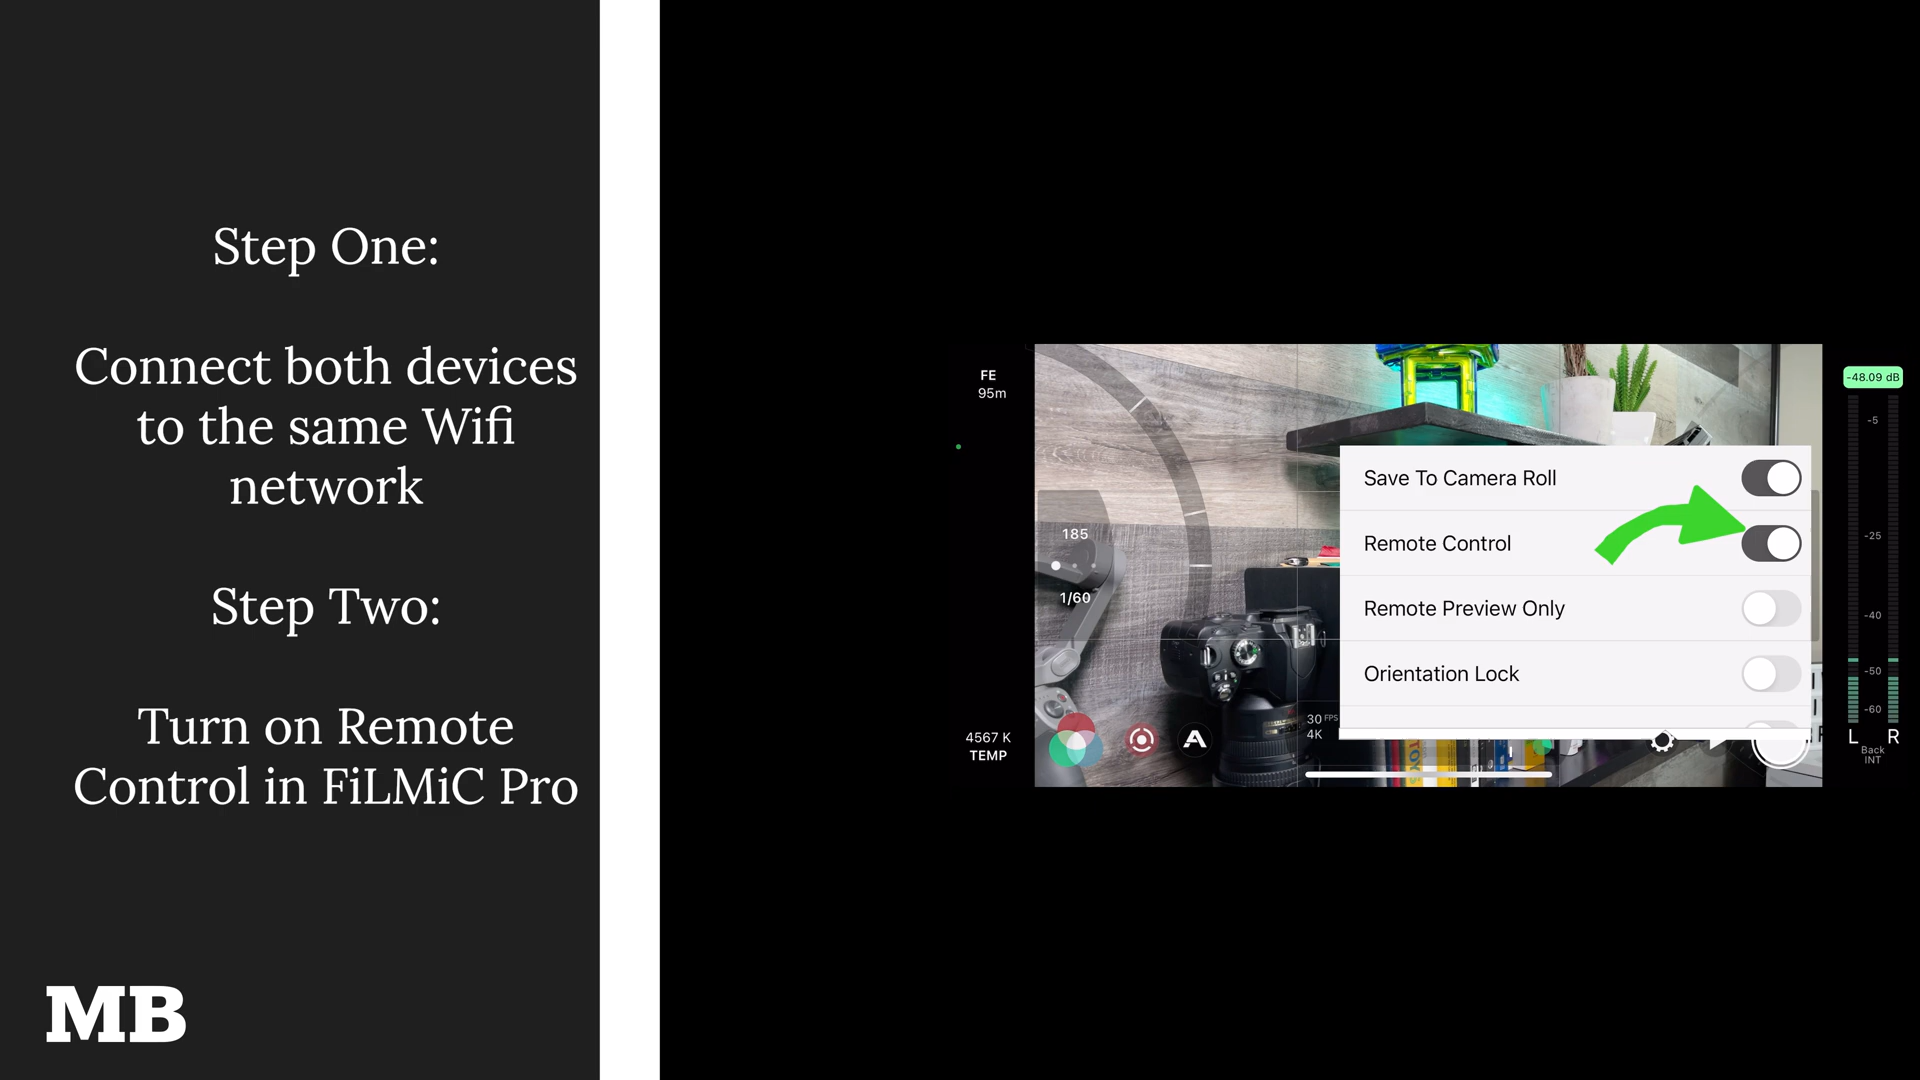 Step One:
Connect both devices
to the same Wifi
network
Step Two:
Turn on Remote
Control in FiLMiC Pro
MB
FE
95m
185
1/60
4567 K
TEMP
A
30 FPS
4K
Save To Camera Roll
Remote Control
Remote Preview Only
Orientation Lock
-48.09 dB
-5
-25
-40
-50
-60
L R
Back
INT